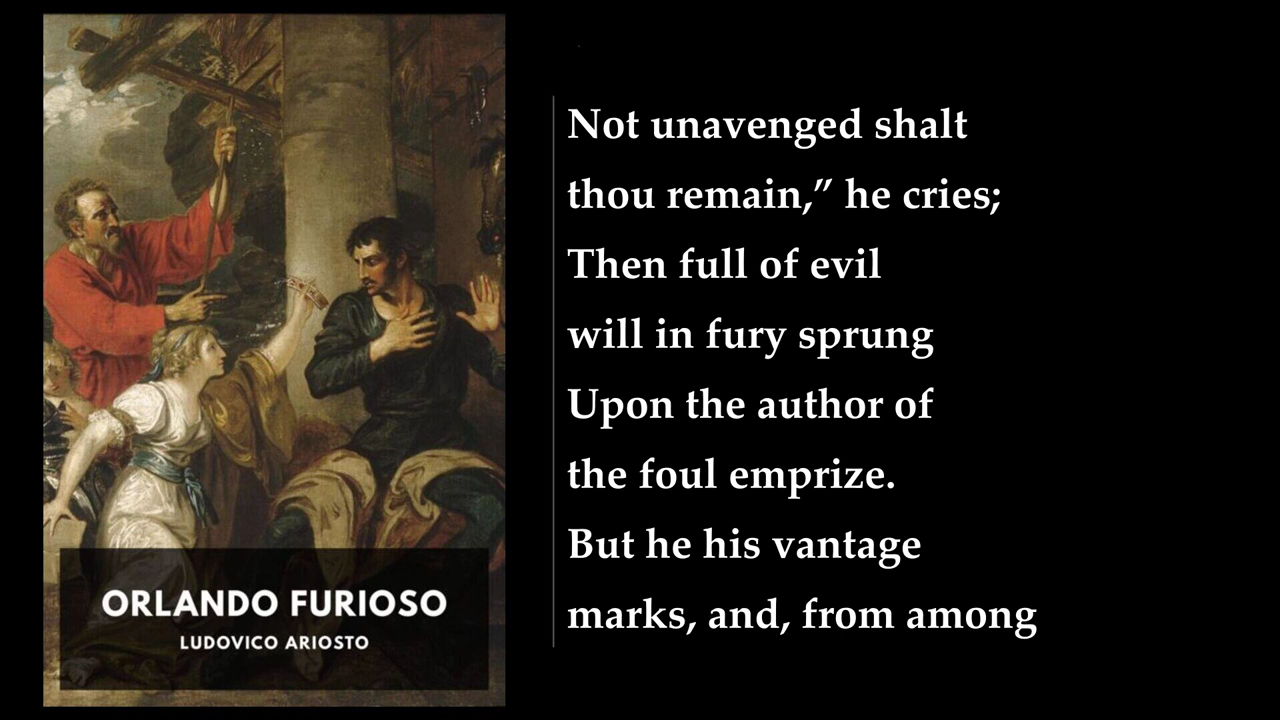 ORLANDO FURIOSO
LUDOVICO ARIOSTO
Not unavenged shalt
thou remain,” he cries;
Then full of evil
will in fury sprung
Upon the author of
the foul emprize.
But he his vantage
marks, and, from among